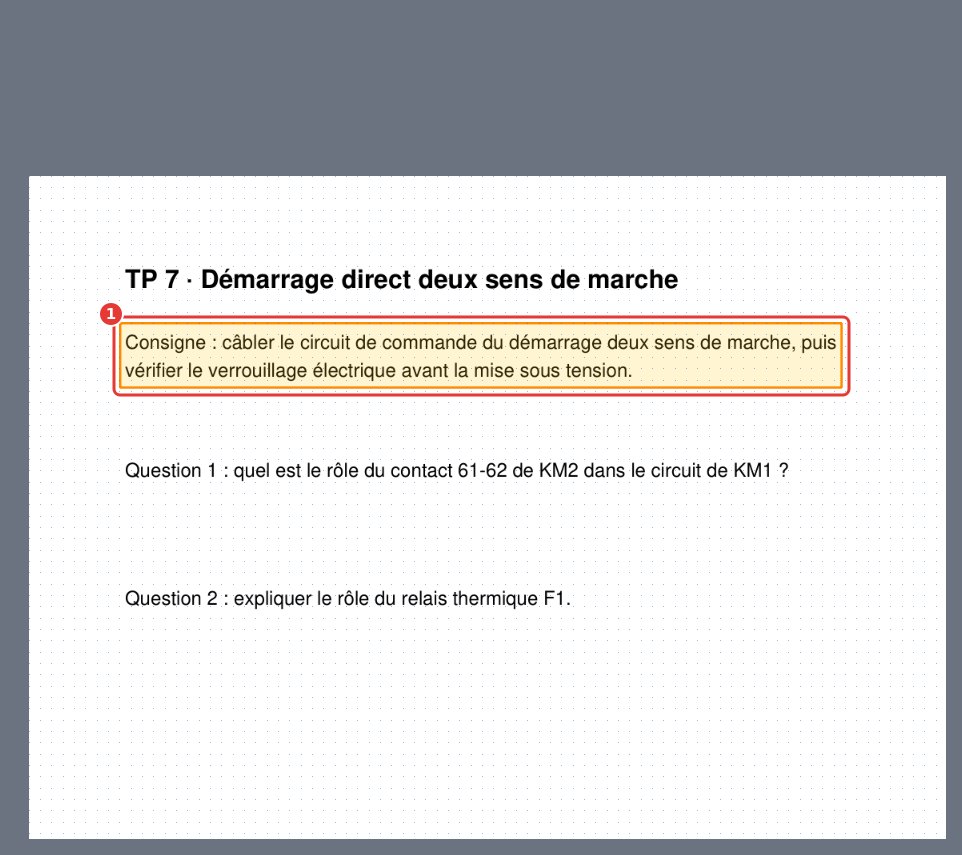 TP 7 · Démarrage direct deux sens de marche
1
Consigne : câbler le circuit de commande du démarrage deux sens de marche, puis
vérifier le verrouillage électrique avant la mise sous tension.
Question 1 : quel est le rôle du contact 61-62 de KM2 dans le circuit de KM1 ?
Question 2 : expliquer le rôle du relais thermique F1.